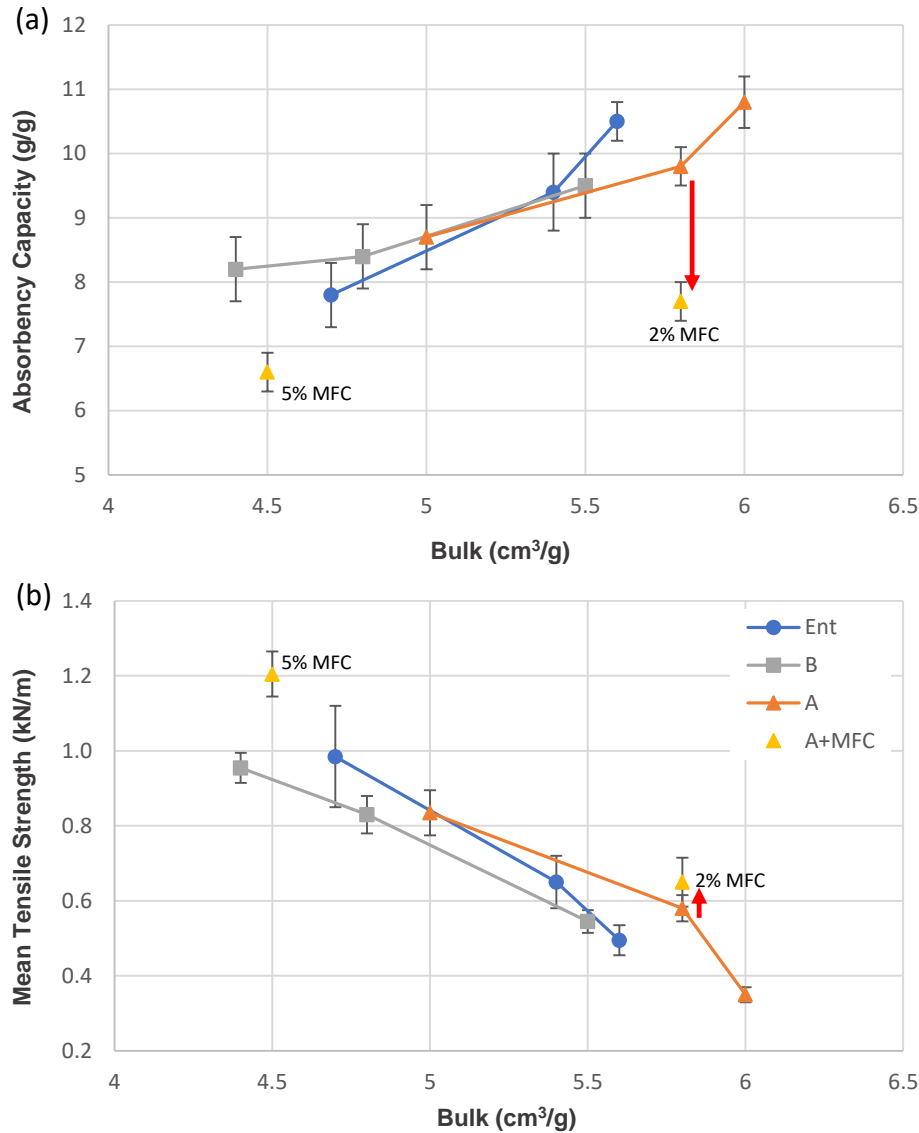 (a)
Absorbency Capacity (g/g)
12
11
10
9
8
7
6
5
2% MFC
5% MFC
4
4.5
5
5.5
6
6.5
Bulk (cm³/g)
(b)
Mean Tensile Strength (kN/m)
1.4
1.2
1.0
0.8
0.6
0.4
0.2
5% MFC
2% MFC
Ent
B
A
A+MFC
4
4.5
5
5.5
6
6.5
Bulk (cm³/g)